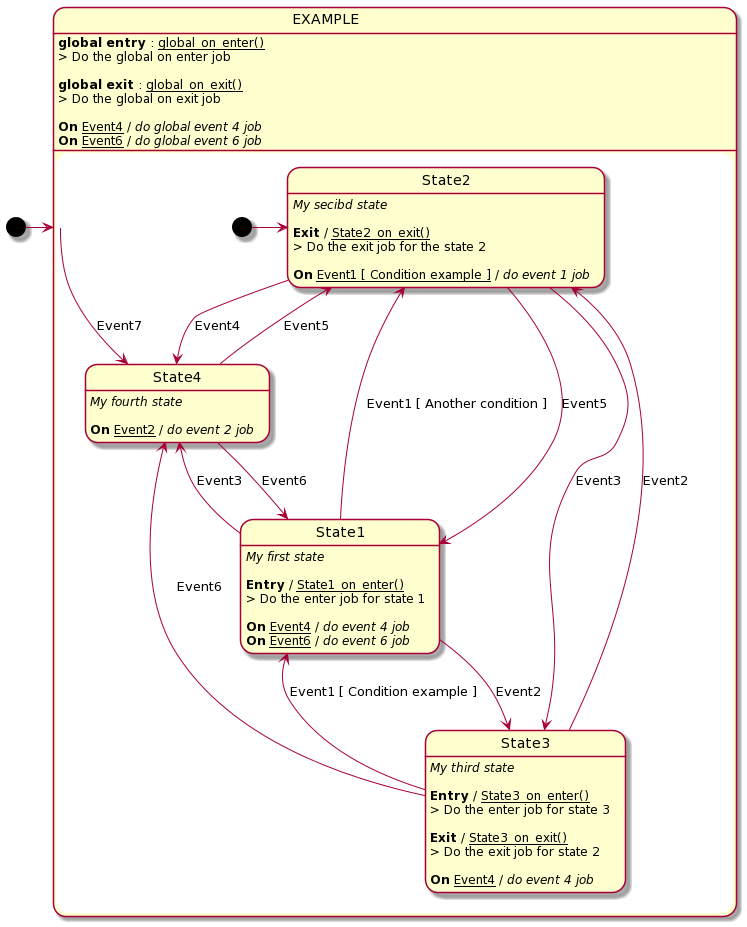 EXAMPLE
global entry : global_on_enter()
> Do the global on enter job
global exit : global_on_exit()
> Do the global on exit job
On Event4 / do global event 4 job
On Event6 / do global event 6 job
State2
My secibd state
Exit / State2_on_exit()
> Do the exit job for the state 2
On Event1 [ Condition example ] / do event 1 job
Event7
Event4
Event5
State4
My fourth state
On Event2 / do event 2 job
Event1 [ Another condition ]
Event5
Event3
Event6
Event3
Event2
State1
My first state
Entry / State1_on_enter()
> Do the enter job for state 1
On Event4 / do event 4 job
On Event6 / do event 6 job
Event6
Event1 [ Condition example ]
Event2
State3
My third state
Entry / State3_on_enter()
> Do the enter job for state 3
Exit / State3_on_exit()
> Do the exit job for state 2
On Event4 / do event 4 job